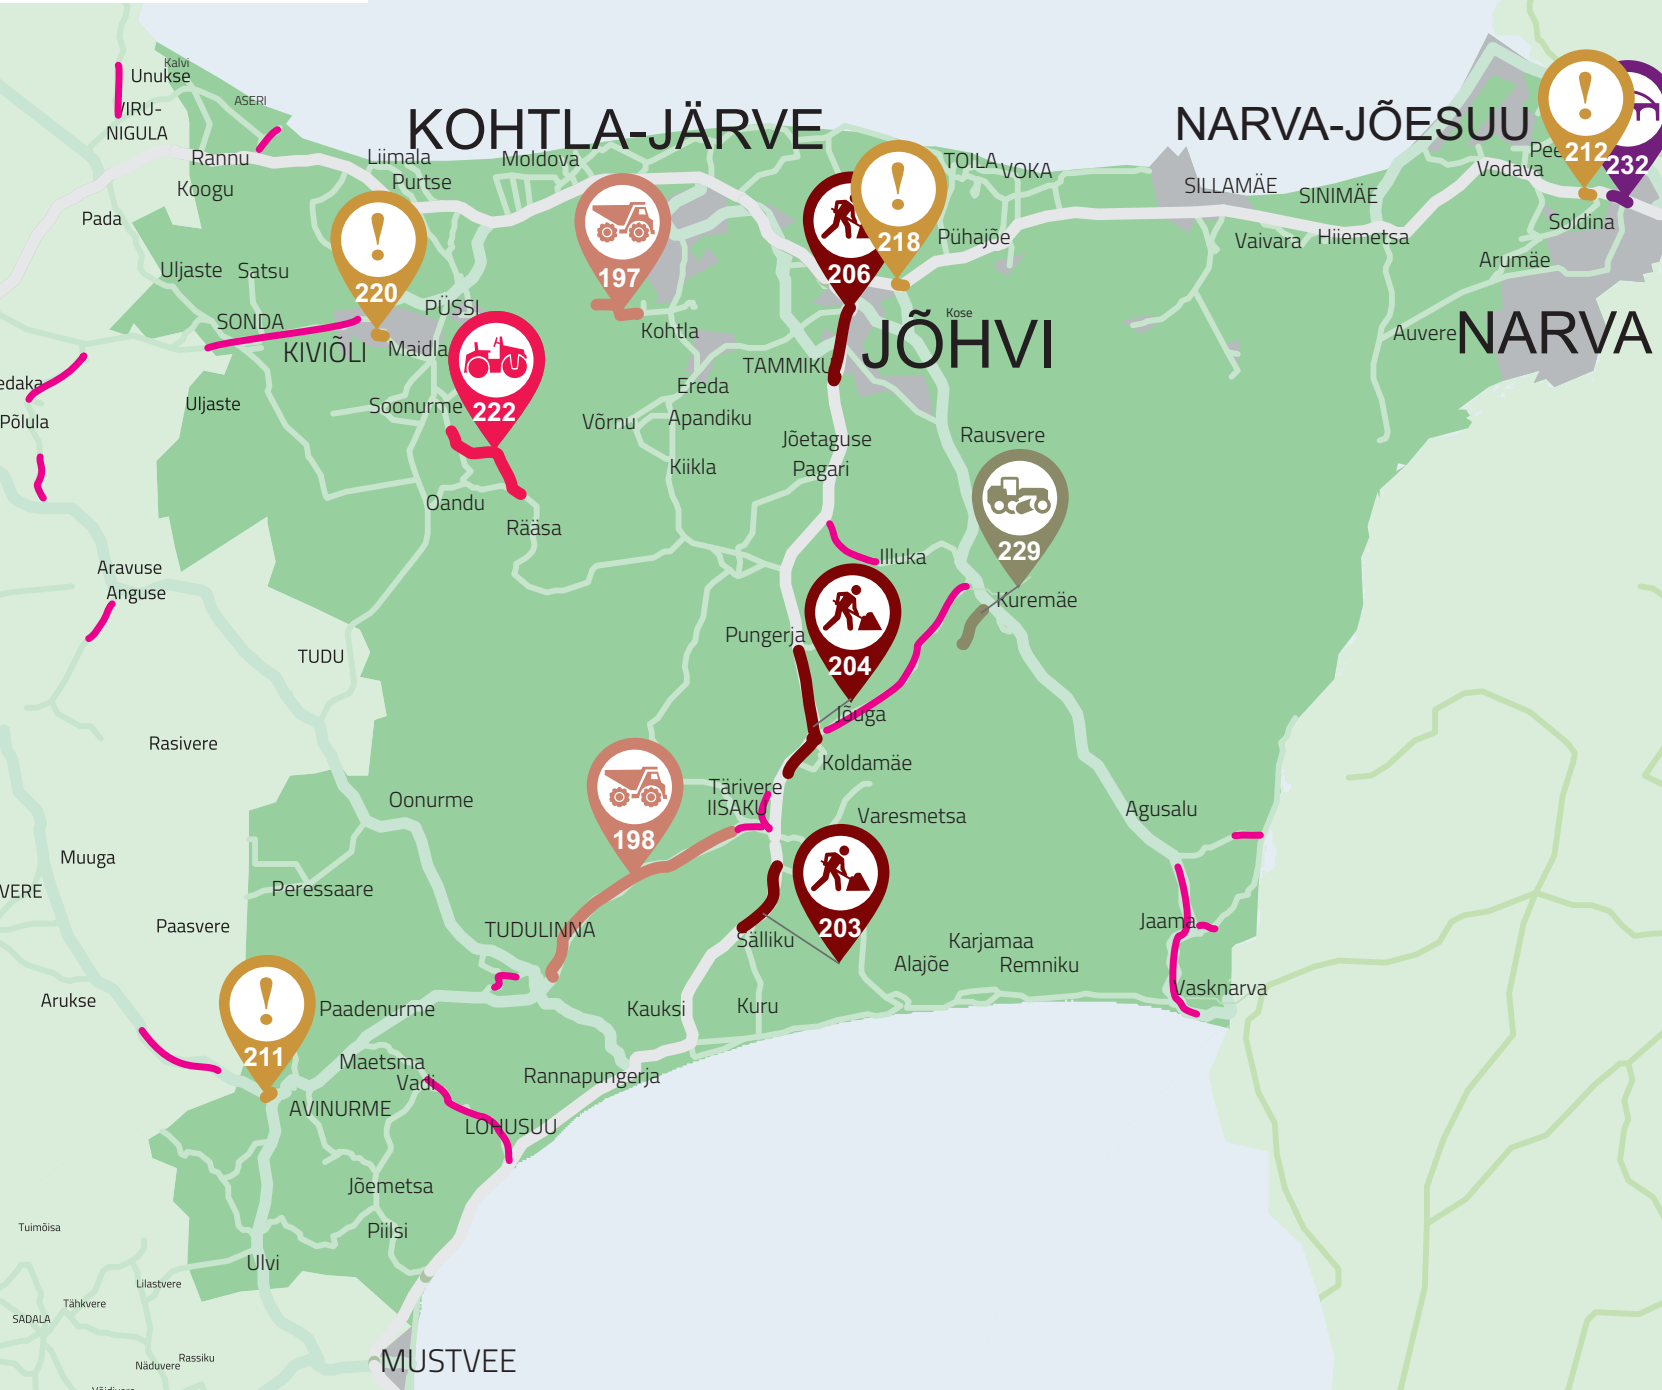 Kalvi
Unukse
VIRU-
NIGULA
ASERI
KOHTLA-JÄRVE
NARVA-JÕESUU
Rannu
Koogu
Pada
Liimala
Purtse
Moldova
TOILA
VOKA
SILLAMÄE
SINIMÄE
Vodava
212
232
Soldina
218
Pühajõe
Vaivara
Hiiemetsa
Arumäe
Uljaste
Satsu
220
197
206
SONDA
PÜSSI
KIVIÕLI
Maidla
Kohtla
Kose
JÕHVI
Auvere
NARVA
TAMMIKU
Põlula
Uljaste
Soonurme
222
Ereda
Võrnu
Apandiku
Jõetaguse
Rausvere
Kiikla
Pagari
Oandu
Rääsa
229
Illuka
Aravuse
Anguse
Kuremäe
TUDU
Pungerja
204
Jõuga
Rasivere
Koldamäe
Oonurme
Tärivere
IISAKU
Varesmetsa
Agusalu
198
Muuga
VERE
Peressaare
Paasvere
TUDULINNA
203
Sälliku
Jaama
Karjamaa
Alajõe
Remniku
Vasknarva
Arukse
Paadenurme
Kauksi
Kuru
211
Maetsma
Vadi
Rannapungerja
AVINURME
LOHUSUU
Jõemetsa
Piilsi
Tuimõisa
Ulvi
Lilastvere
Tähkvere
SADALA
Näduvere
Rassiku
MUSTVEE